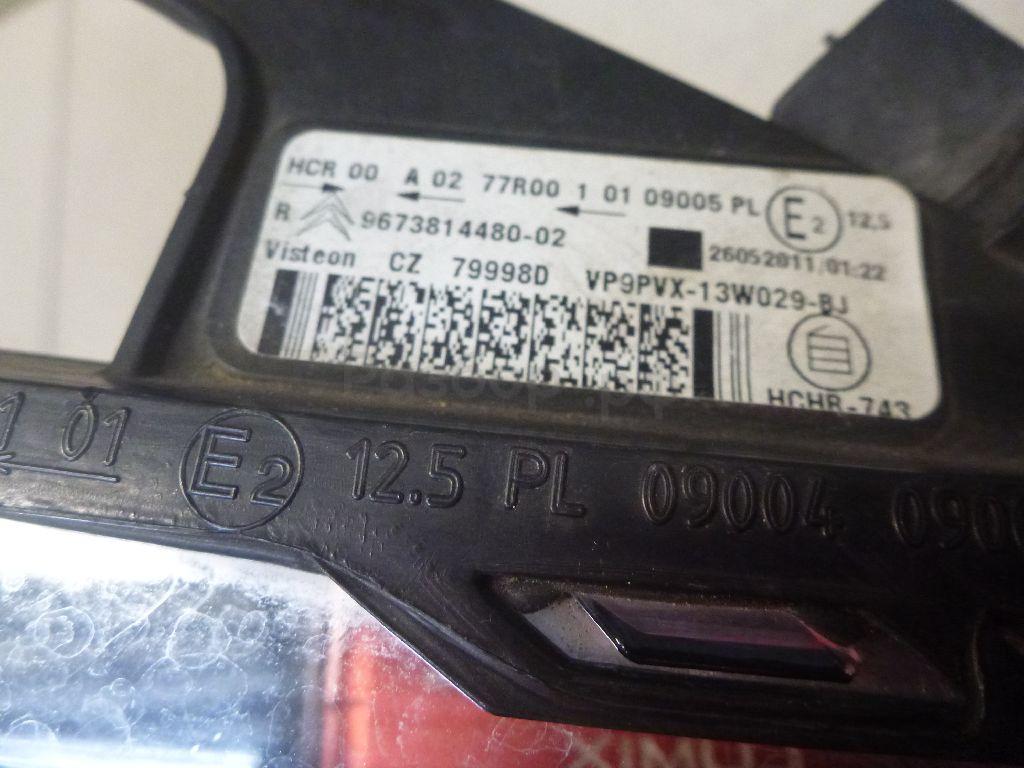 HCR 00 A 02 77R00 1 01 09005 PL E2 12,5
R 9673814480-02
26052011/01:22
Visteon CZ 79998D VP9PVX-13W029-BJ
HCHR-743
1 01 E2 12.5 PL 09004 090